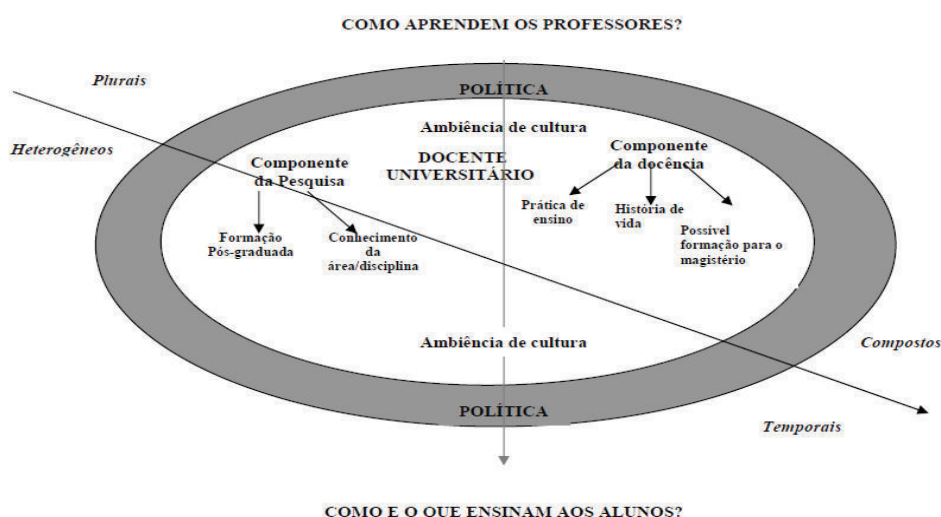 COMO APRENDEM OS PROFESSORES?
Plurais
POLÍTICA
Ambiência de cultura
Heterogêneos
Componente
da Pesquisa
DOCENTE
UNIVERSITÁRIO
Componente
da docência
Formação
Pós-graduada
Conhecimento
da
área/disciplina
Prática de
ensino
História de
vida
Possível
formação para o
magistério
Ambiência de cultura
Compostos
POLÍTICA
Temporais
COMO E O QUE ENSINAM AOS ALUNOS?